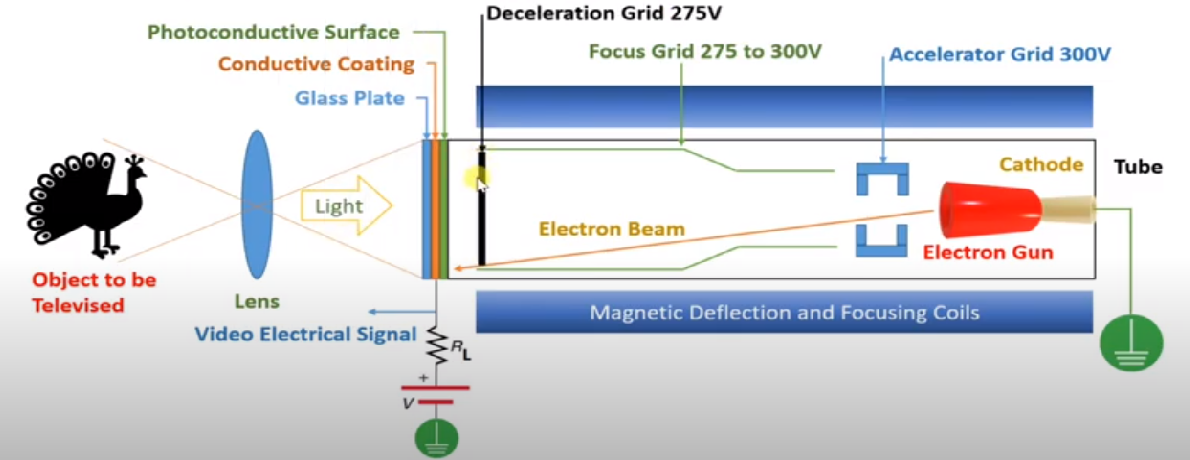 Deceleration Grid 275V
Photoconductive Surface
Focus Grid 275 to 300V
Accelerator Grid 300V
Conductive Coating
Glass Plate
Cathode
Tube
Light
Electron Beam
Electron Gun
Object to be
Televised
Lens
Magnetic Deflection and Focusing Coils
Video Electrical Signal
RL
+
V